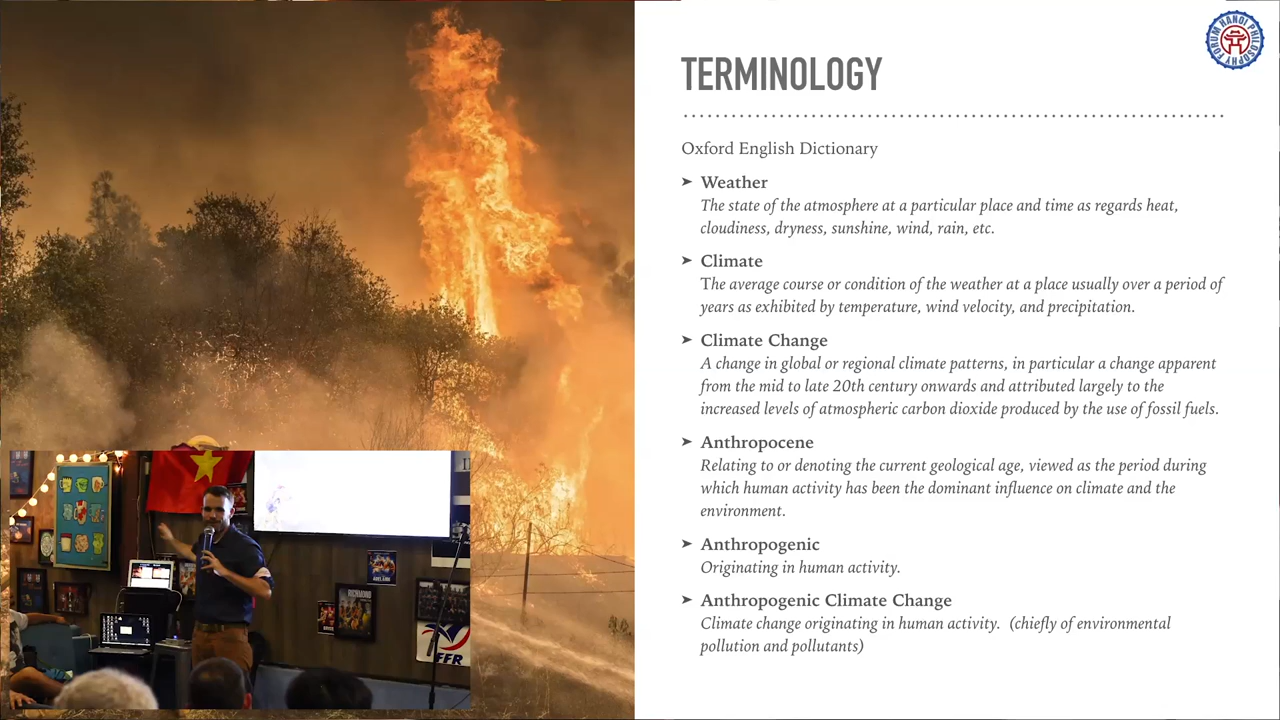 HANOI PHILOSOPHY FORUM
TERMINOLOGY
Oxford English Dictionary
➤ Weather
The state of the atmosphere at a particular place and time as regards heat,
cloudiness, dryness, sunshine, wind, rain, etc.
➤ Climate
The average course or condition of the weather at a place usually over a period of
years as exhibited by temperature, wind velocity, and precipitation.
➤ Climate Change
A change in global or regional climate patterns, in particular a change apparent
from the mid to late 20th century onwards and attributed largely to the
increased levels of atmospheric carbon dioxide produced by the use of fossil fuels.
➤ Anthropocene
Relating to or denoting the current geological age, viewed as the period during
which human activity has been the dominant influence on climate and the
environment.
➤ Anthropogenic
Originating in human activity.
➤ Anthropogenic Climate Change
Climate change originating in human activity. (chiefly of environmental
pollution and pollutants)
ADELAIDE
RICHMOND